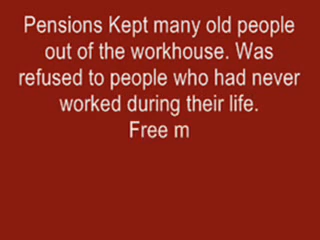 Pensions Kept many old people
out of the workhouse. Was
refused to people who had never
worked during their life.
Free m